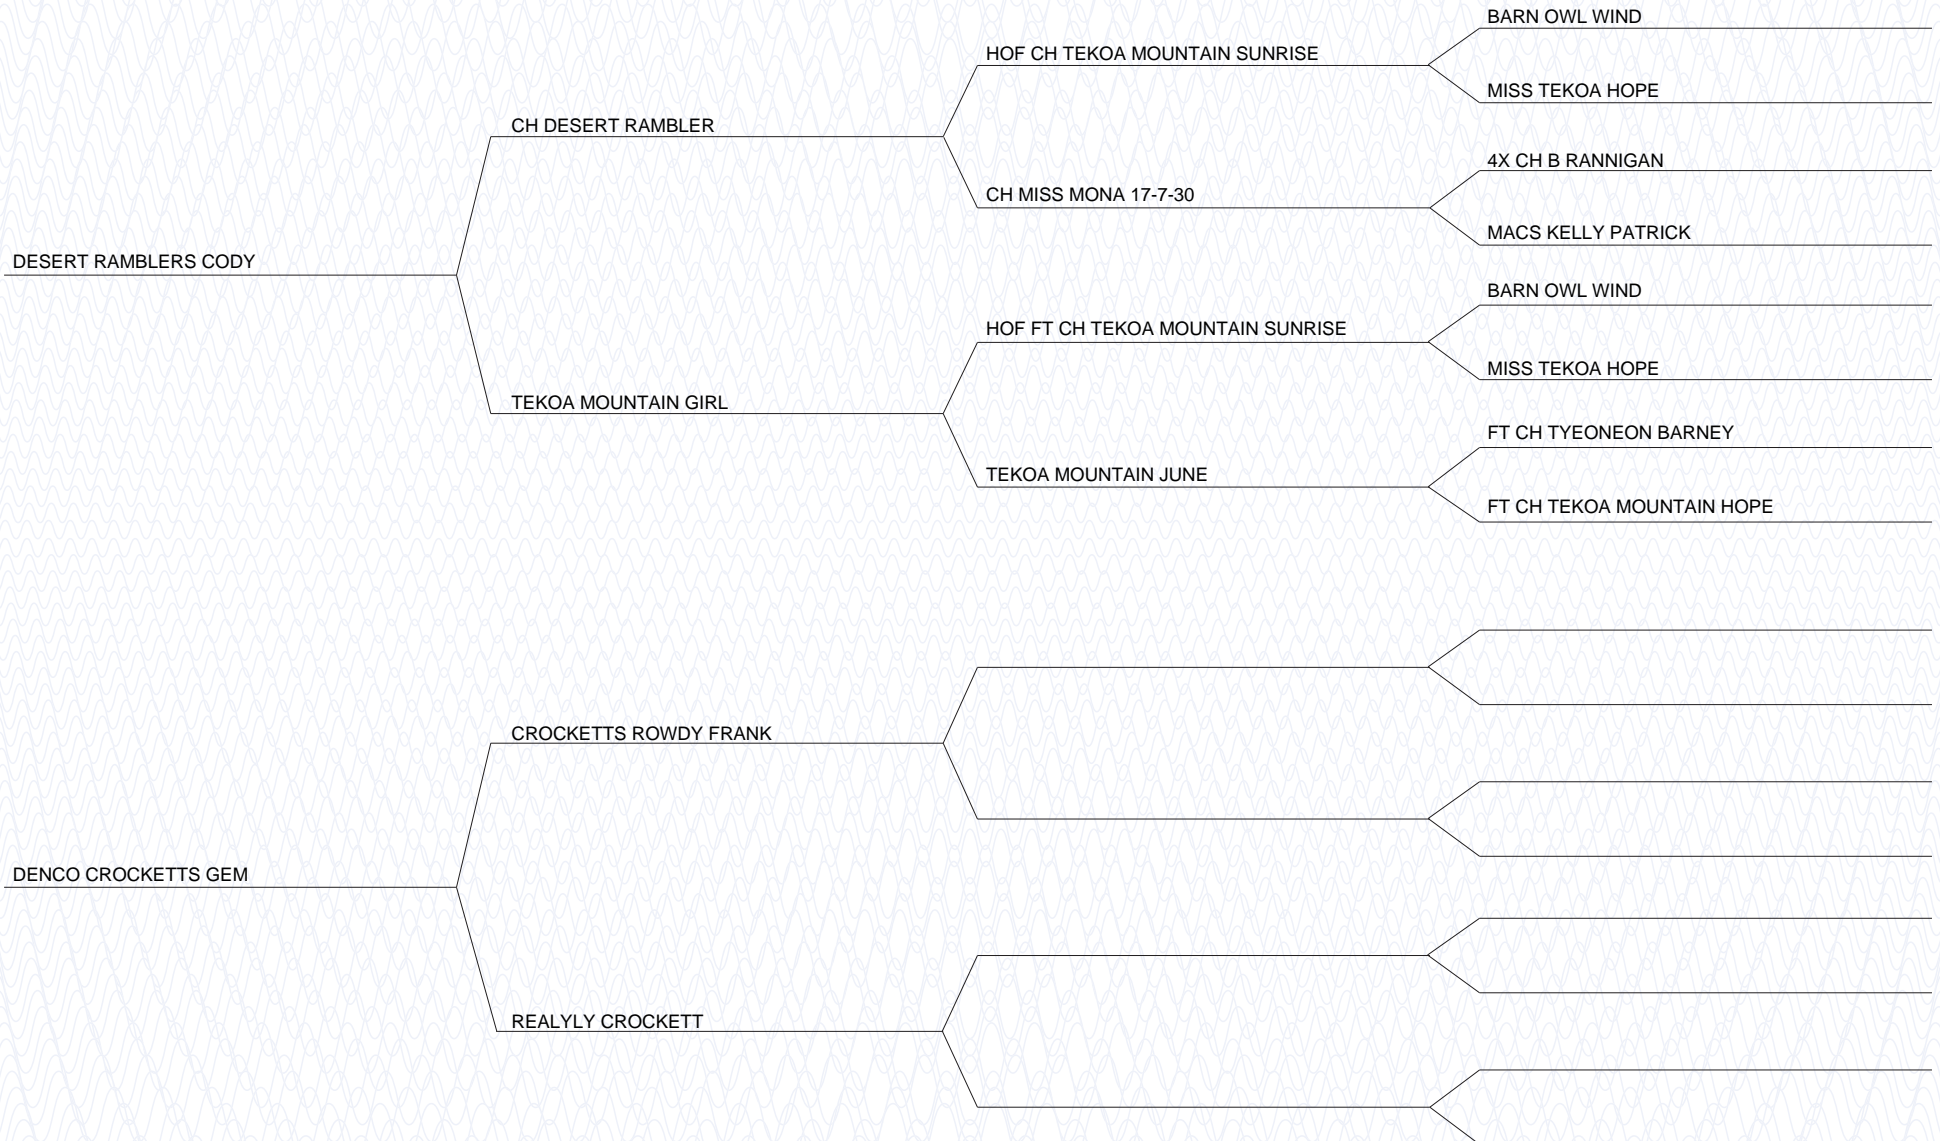 BARN OWL WIND
HOF CH TEKOA MOUNTAIN SUNRISE
MISS TEKOA HOPE
CH DESERT RAMBLER
4X CH B RANNIGAN
CH MISS MONA 17-7-30
MACS KELLY PATRICK
DESERT RAMBLERS CODY
BARN OWL WIND
HOF FT CH TEKOA MOUNTAIN SUNRISE
MISS TEKOA HOPE
TEKOA MOUNTAIN GIRL
FT CH TYEONEON BARNEY
TEKOA MOUNTAIN JUNE
FT CH TEKOA MOUNTAIN HOPE
CROCKETTS ROWDY FRANK
DENCO CROCKETTS GEM
REALYLY CROCKETT